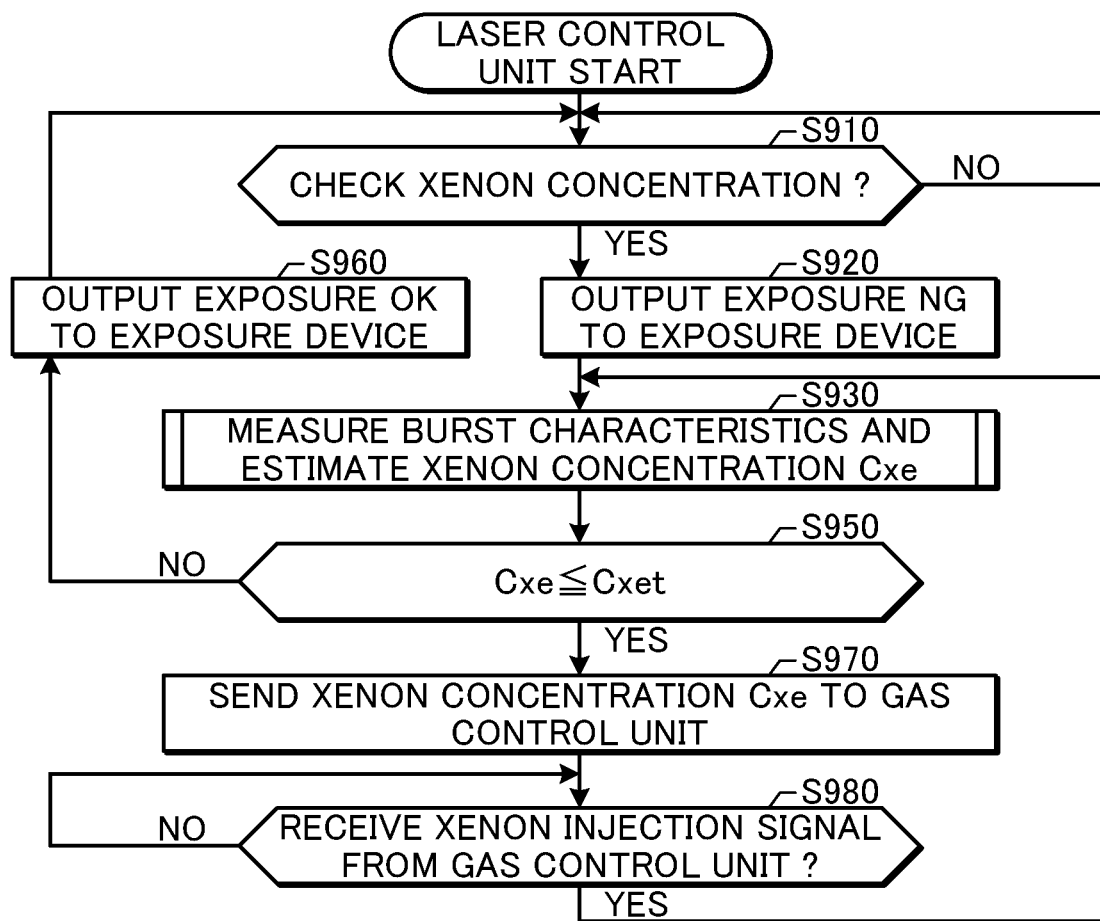 LASER CONTROL
UNIT START
S910
CHECK XENON CONCENTRATION ?
NO
YES
S960
OUTPUT EXPOSURE OK
TO EXPOSURE DEVICE
S920
OUTPUT EXPOSURE NG
TO EXPOSURE DEVICE
S930
MEASURE BURST CHARACTERISTICS AND
ESTIMATE XENON CONCENTRATION Cxe
S950
NO
Cxe≦Cxet
YES
S970
SEND XENON CONCENTRATION Cxe TO GAS
CONTROL UNIT
S980
NO
RECEIVE XENON INJECTION SIGNAL
FROM GAS CONTROL UNIT ?
YES